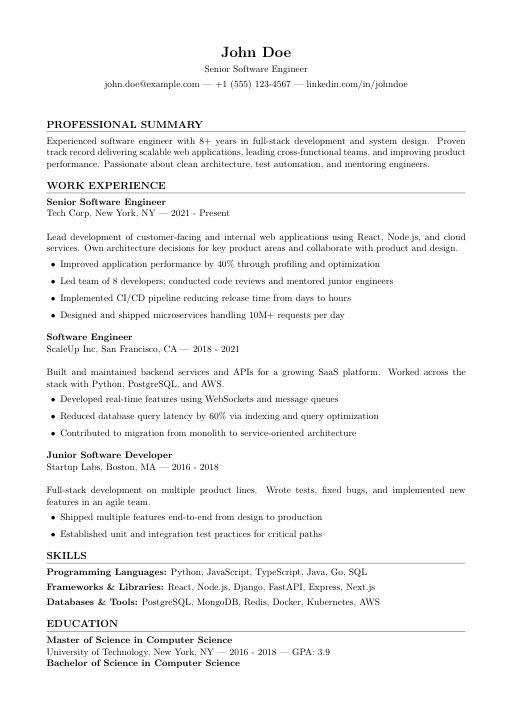 John Doe
Senior Software Engineer
john.doe@example.com — +1 (555) 123-4567 — linkedin.com/in/johndoe
PROFESSIONAL SUMMARY
Experienced software engineer with 8+ years in full-stack development and system design. Proven
track record delivering scalable web applications, leading cross-functional teams, and improving product
performance. Passionate about clean architecture, test automation, and mentoring engineers.
WORK EXPERIENCE
Senior Software Engineer
Tech Corp, New York, NY — 2021 - Present
Lead development of customer-facing and internal web applications using React, Node.js, and cloud
services. Own architecture decisions for key product areas and collaborate with product and design.
• Improved application performance by 40% through profiling and optimization
• Led team of 8 developers; conducted code reviews and mentored junior engineers
• Implemented CI/CD pipeline reducing release time from days to hours
• Designed and shipped microservices handling 10M+ requests per day
Software Engineer
ScaleUp Inc, San Francisco, CA — 2018 - 2021
Built and maintained backend services and APIs for a growing SaaS platform. Worked across the
stack with Python, PostgreSQL, and AWS.
• Developed real-time features using WebSockets and message queues
• Reduced database query latency by 60% via indexing and query optimization
• Contributed to migration from monolith to service-oriented architecture
Junior Software Developer
Startup Labs, Boston, MA — 2016 - 2018
Full-stack development on multiple product lines. Wrote tests, fixed bugs, and implemented new
features in an agile team.
• Shipped multiple features end-to-end from design to production
• Established unit and integration test practices for critical paths
SKILLS
Programming Languages: Python, JavaScript, TypeScript, Java, Go, SQL
Frameworks & Libraries: React, Node.js, Django, FastAPI, Express, Next.js
Databases & Tools: PostgreSQL, MongoDB, Redis, Docker, Kubernetes, AWS
EDUCATION
Master of Science in Computer Science
University of Technology, New York, NY — 2016 - 2018 — GPA: 3.9
Bachelor of Science in Computer Science